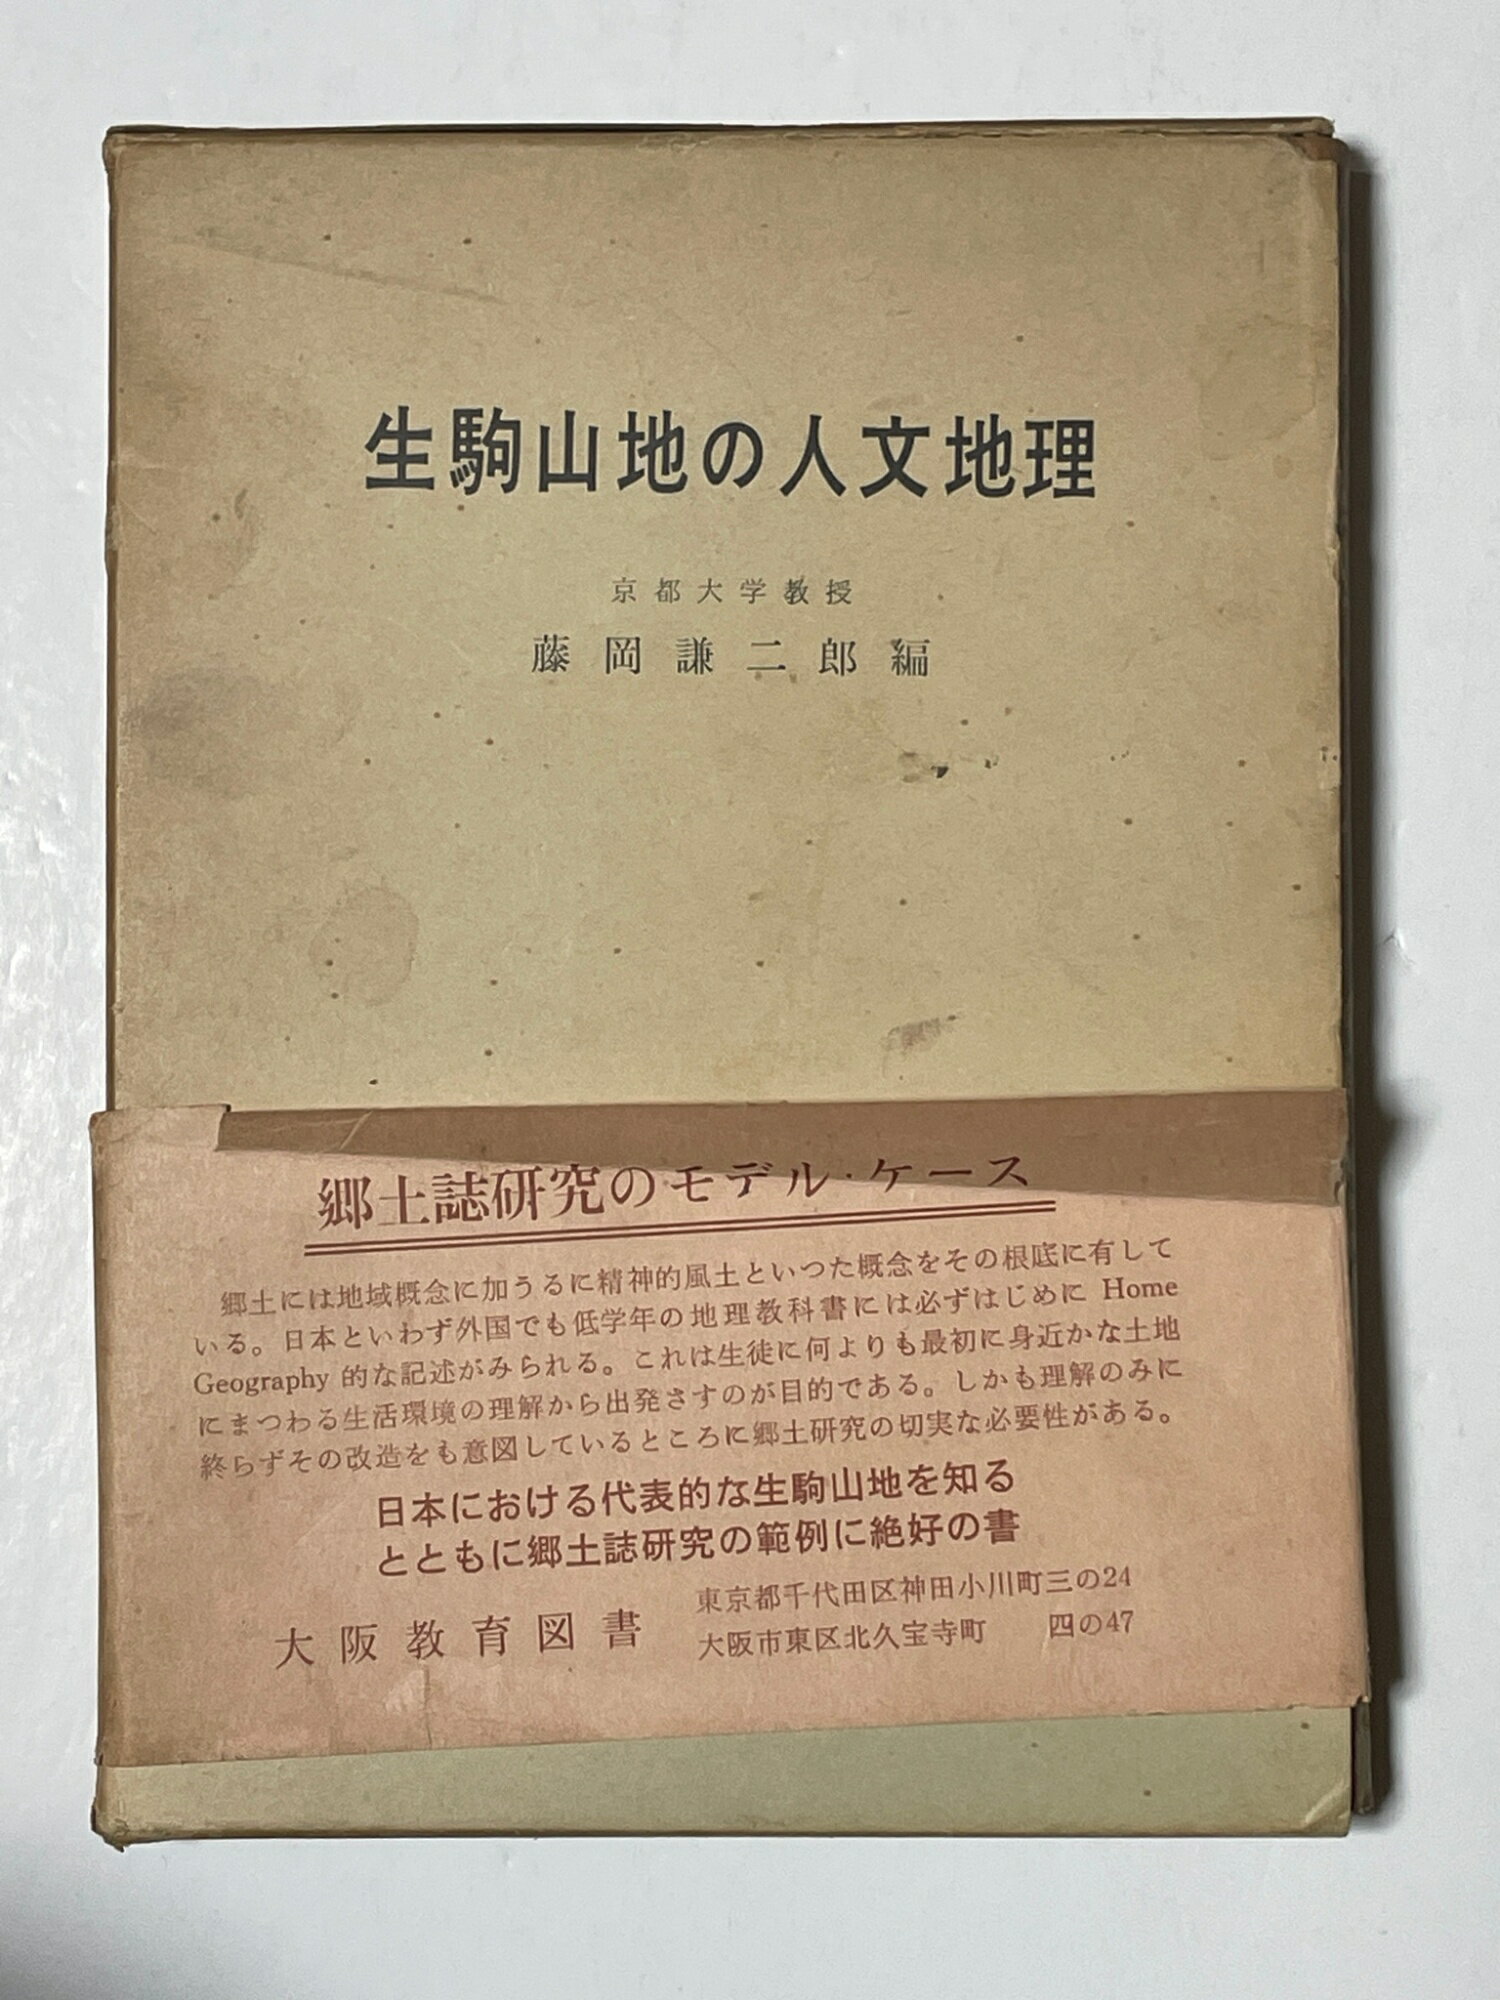 生駒山地の人文地理
京都大学教授
藤岡謙二郎編
郷土誌研究のモデル・ケース
郷土には地域概念に加うるに精神的風土といつた概念をその根底に有して
いる。日本といわず外国でも低学年の地理教科書には必ずはじめに Home
Geography 的な記述がみられる。これは生徒に何よりも最初に身近かな土地
にまつわる生活環境の理解から出発さすのが目的である。しかも理解のみに
終らずその改造をも意図しているところに郷土研究の切実な必要性がある。
日本における代表的な生駒山地を知る
とともに郷土誌研究の範例に絶好の書
大阪教育図書
東京都千代田区神田小川町三の24
大阪市東区北久宝寺町 四の47